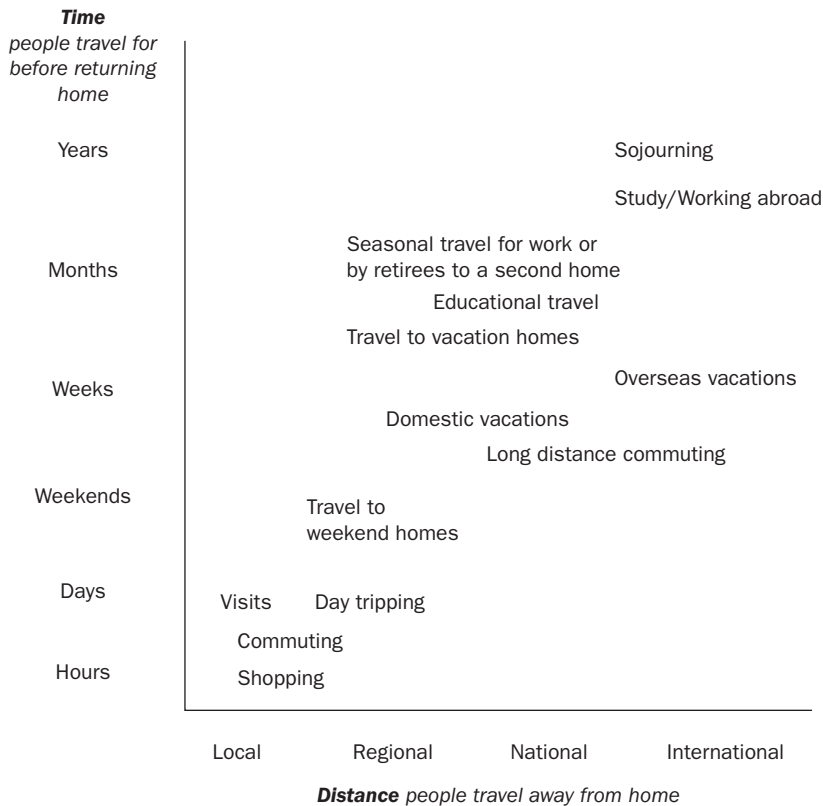 Time
people travel for
before returning
home
Years
Sojourning
Study/Working abroad
Seasonal travel for work or
Months
by retirees to a second home
Educational travel
Travel to vacation homes
Overseas vacations
Weeks
Domestic vacations
Long distance commuting
Weekends
Travel to
weekend homes
Days
Visits
Day tripping
Commuting
Hours
Shopping
Local
Regional
National
International
Distance people travel away from home